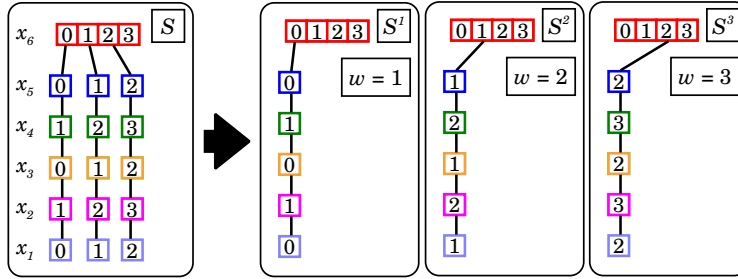 x6 0 1 2 3 S
x5 0 1 2
x4 1 2 3
x3 0 1 2
x2 1 2 3
x1 0 1 2
0 1 2 3 S1
w = 1
0
1
0
1
0
0 1 2 3 S2
w = 2
1
2
1
2
1
0 1 2 3 S3
w = 3
2
3
2
3
2